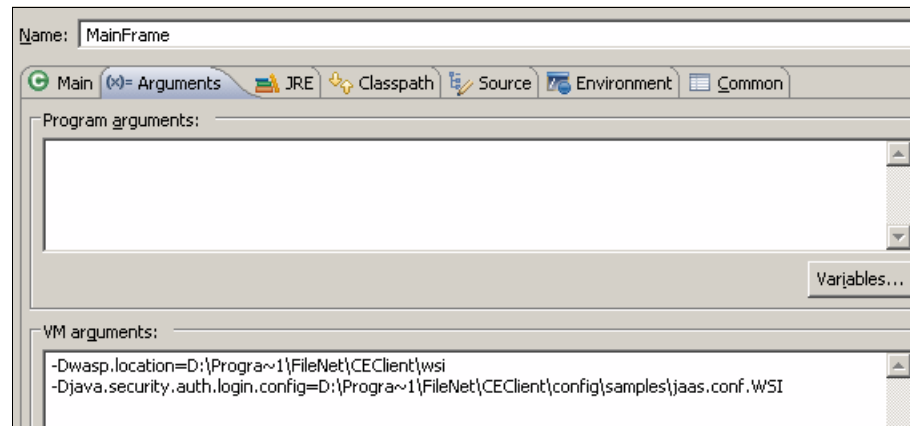 Name: MainFrame
Main (x)= Arguments JRE Classpath Source Environment Common
Program arguments:
Variables...
VM arguments:
-Dwasp.location=D:\Progra~1\FileNet\CEClient\wsi
-Djava.security.auth.login.config=D:\Progra~1\FileNet\CEClient\config\samples\jaas.conf.WSI